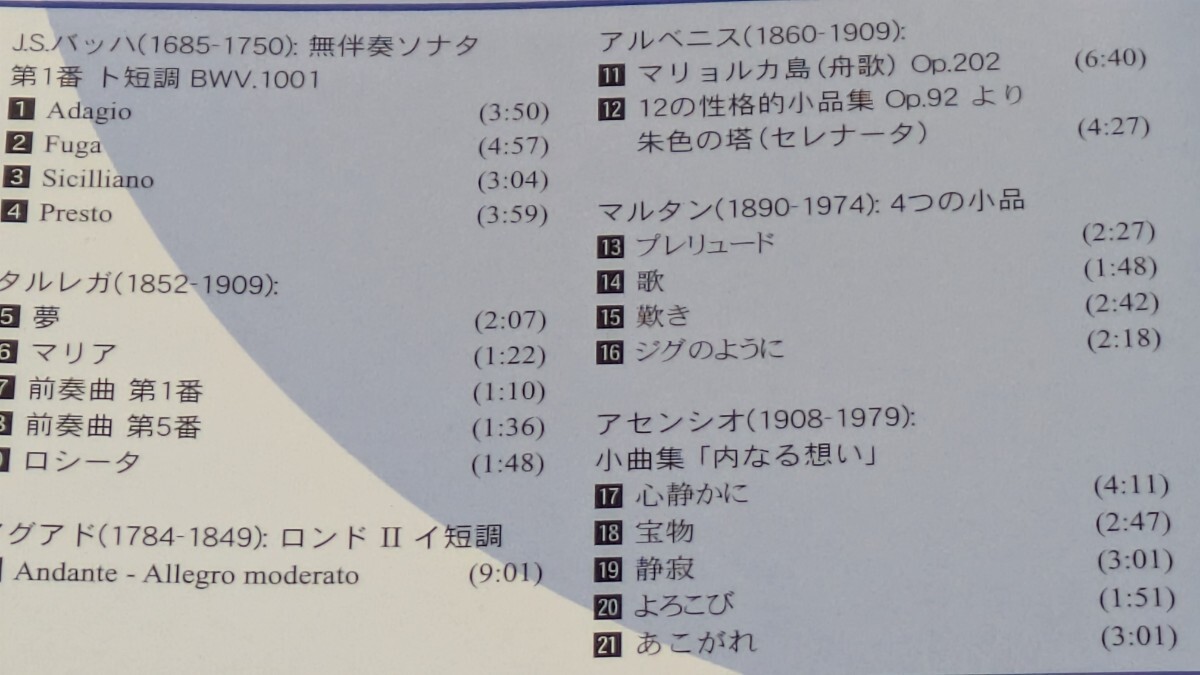 J.S.バッハ(1685-1750): 無伴奏ソナタ
第1番 ト短調 BWV.1001
1 Adagio (3:50)
2 Fuga (4:57)
3 Sicilliano (3:04)
4 Presto (3:59)
タルレガ(1852-1909):
5 夢 (2:07)
6 マリア (1:22)
7 前奏曲 第1番 (1:10)
8 前奏曲 第5番 (1:36)
ロシータ (1:48)
グアド(1784-1849): ロンド II イ短調
Andante - Allegro moderato (9:01)
アルベニス(1860-1909):
11 マリョルカ島(舟歌) Op.202 (6:40)
12 12の性格的小品集 Op.92 より
朱色の塔(セレナータ) (4:27)
マルタン(1890-1974): 4つの小品
13 プレリュード (2:27)
14 歌 (1:48)
15 歎き (2:42)
16 ジグのように (2:18)
アセンシオ(1908-1979):
小曲集「内なる想い」
17 心静かに (4:11)
18 宝物 (2:47)
19 静寂 (3:01)
20 よろこび (1:51)
21 あこがれ (3:01)